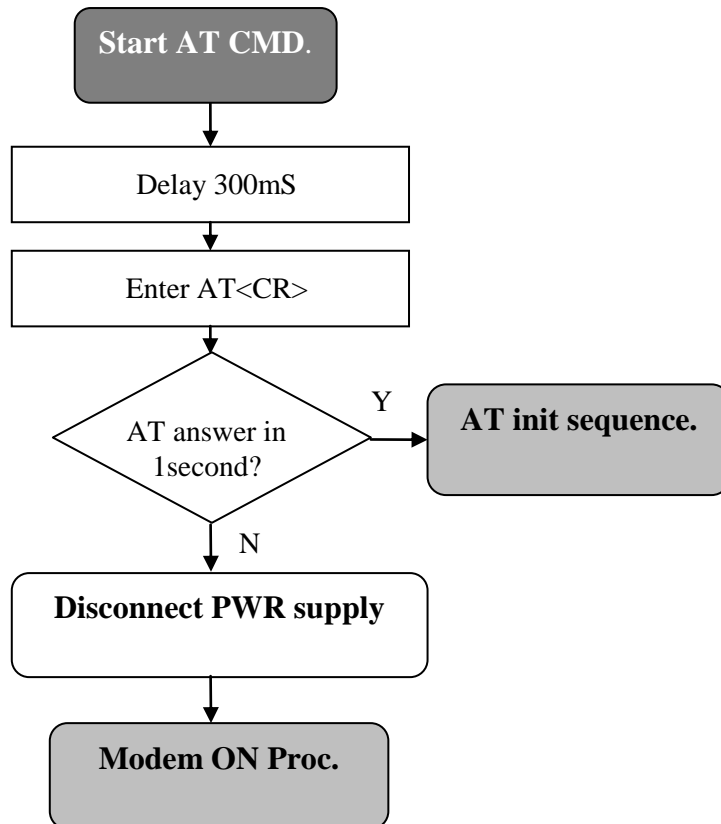 Start AT CMD.
Delay 300mS
Enter AT<CR>
AT answer in
1second?
Y
AT init sequence.
N
Disconnect PWR supply
Modem ON Proc.